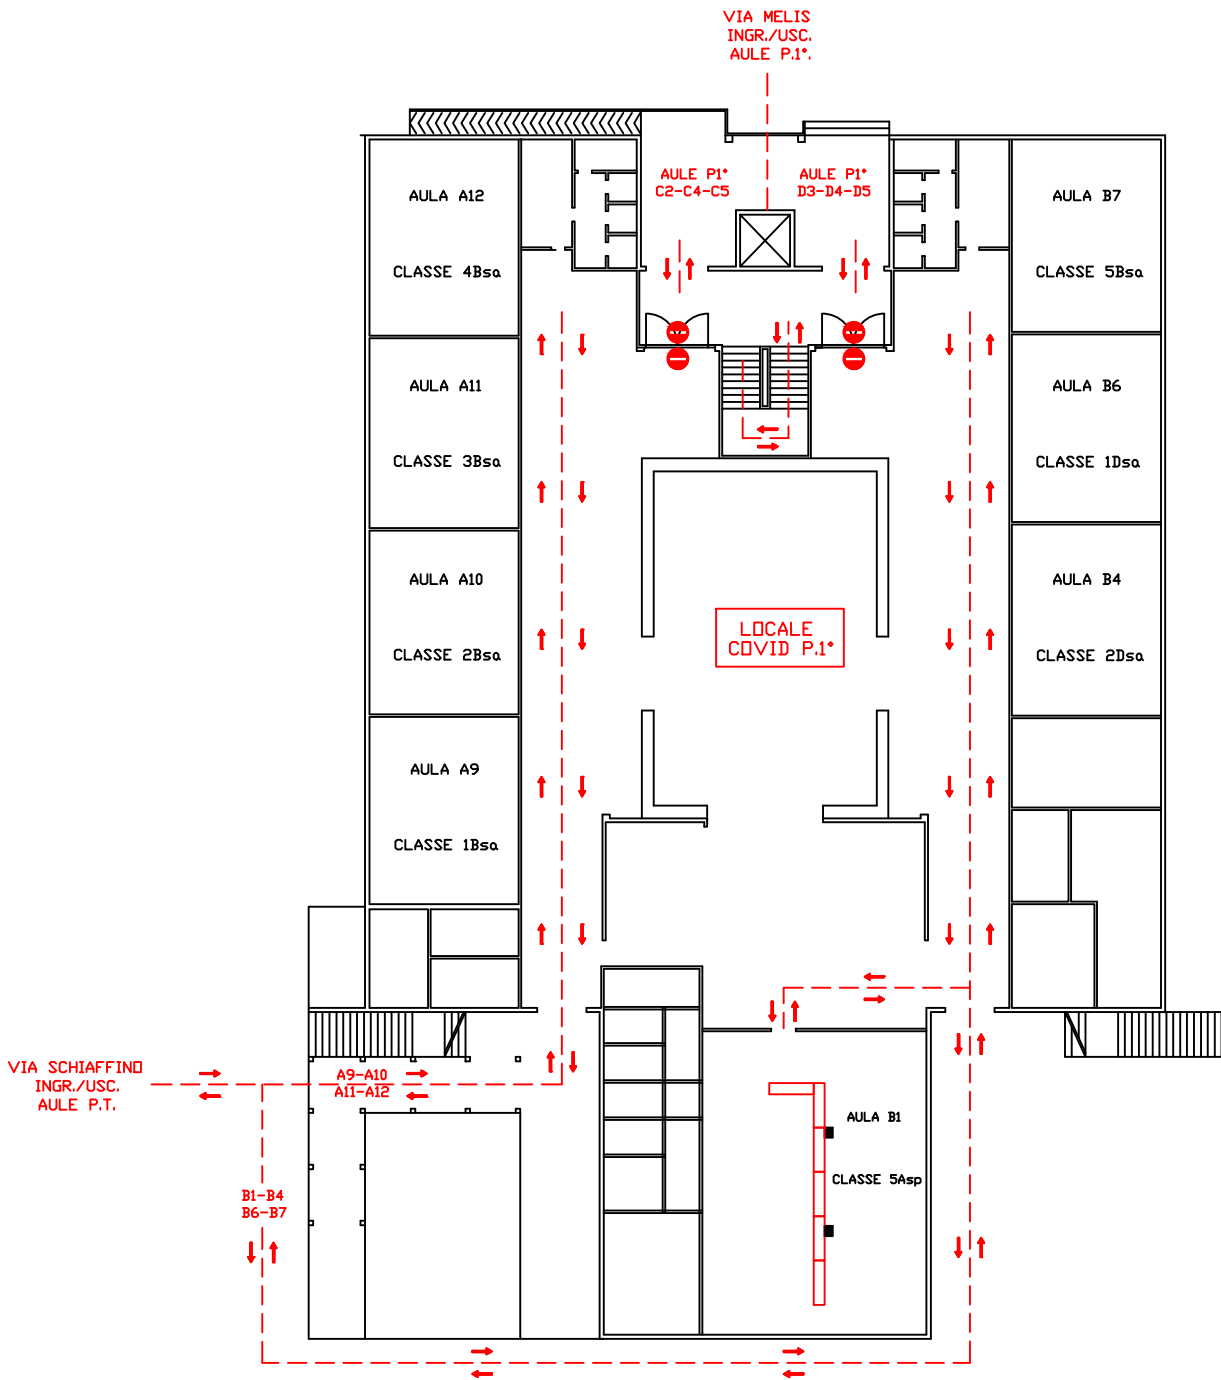 VIA MELIS
INGR./USC.
AULE P.1°.
AULE P1°
C2-C4-C5
AULE P1°
D3-D4-D5
AULA A12
CLASSE 4Bsa
AULA B7
CLASSE 5Bsa
AULA A11
CLASSE 3Bsa
AULA B6
CLASSE 1Dsa
AULA A10
CLASSE 2Bsa
AULA B4
CLASSE 2Dsa
LOCALE
COVID P.1°
AULA A9
CLASSE 1Bsa
VIA SCHIAFFINO
INGR./USC.
AULE P.T.
A9-A10
A11-A12
AULA B1
CLASSE 5Asp
B1-B4
B6-B7